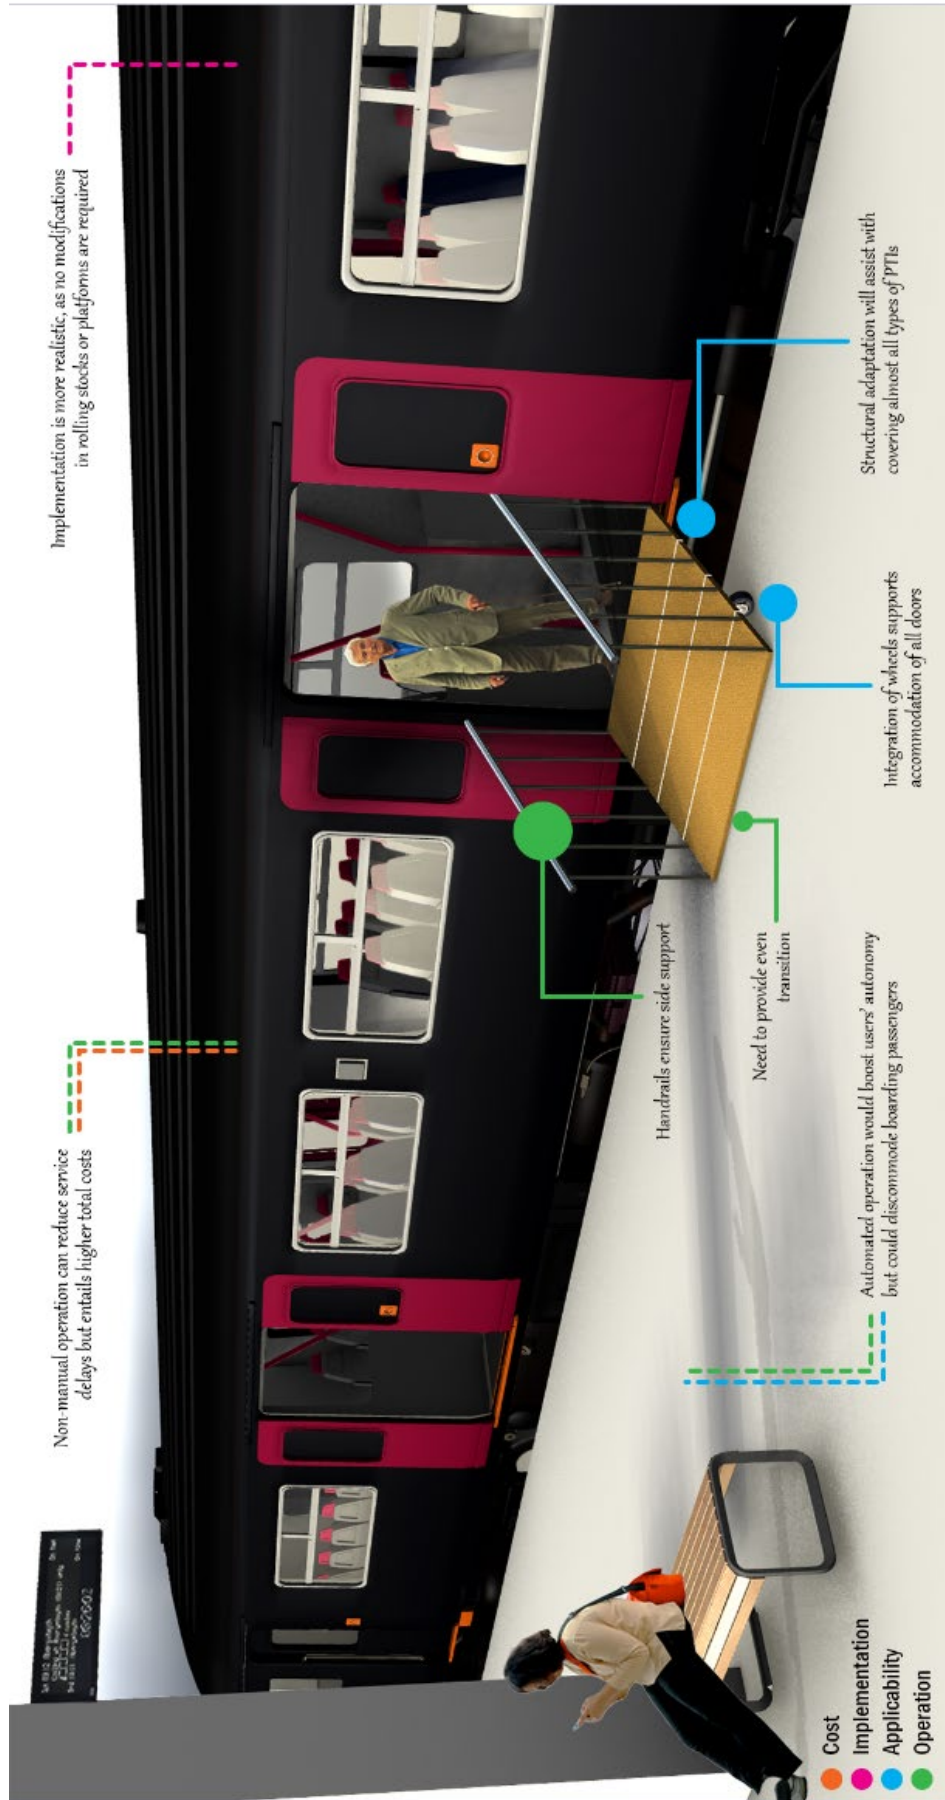 Non-manual operation can reduce service
delays but entails higher total costs
Implementation is more realistic, as no modifications
in rolling stocks or platforms are required
Handrails ensure side support
Need to provide even
transition
Integration of wheels supports
accommodation of all doors
Structural adaptation will assist with
covering almost all types of PTIs
Automated operation would boost users' autonomy
but could discommode boarding passengers
Cost
Implementation
Applicability
Operation